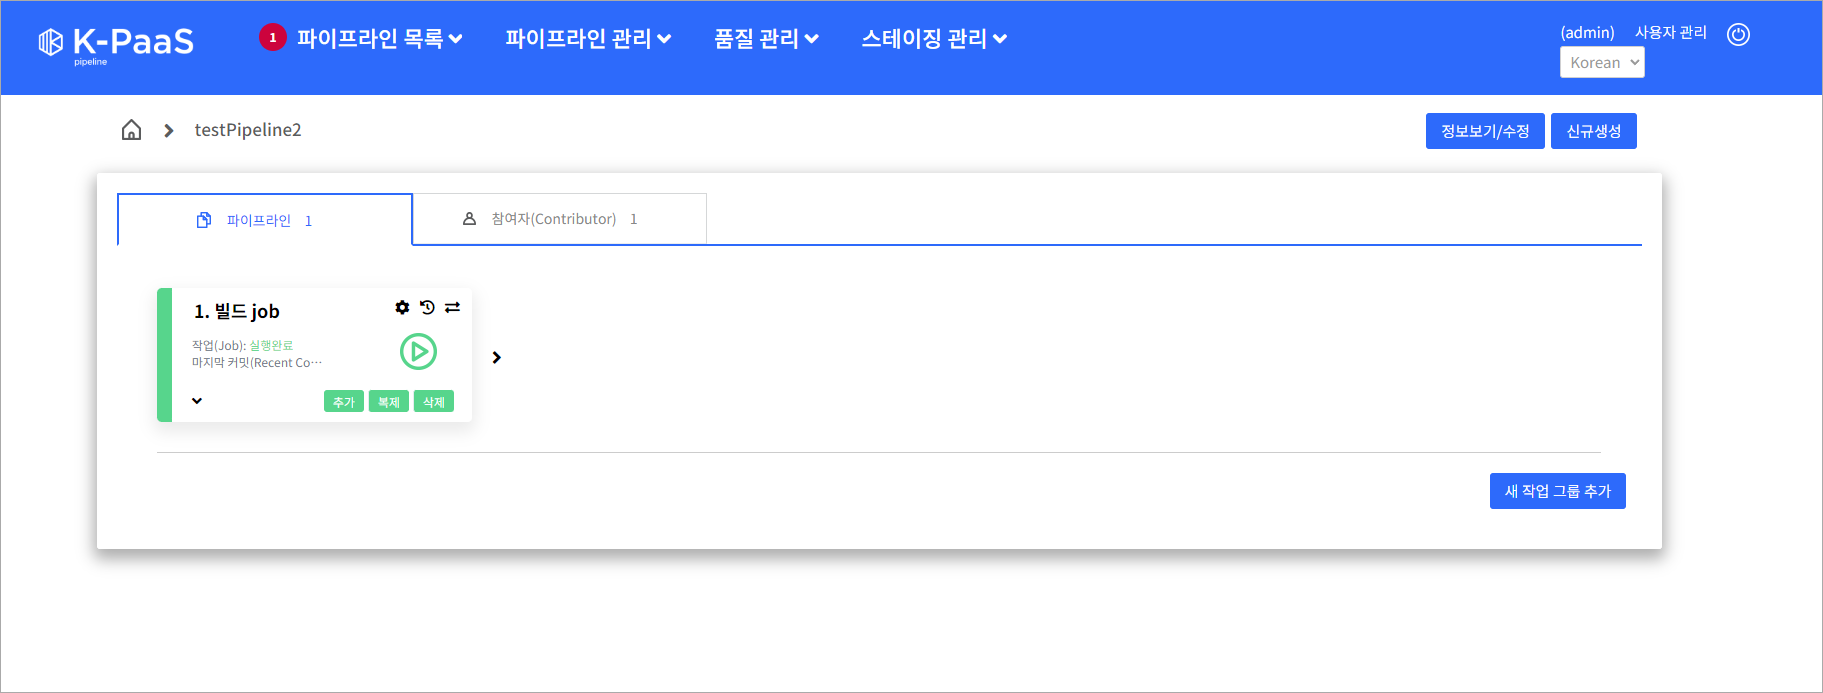 K-PaaS
pipeline
1 파이프라인 목록 파이프라인 관리 품질 관리 스테이징 관리
(admin) 사용자 관리
Korean
testPipeline2
정보보기/수정 신규생성
파이프라인 1 참여자(Contributor) 1
1. 빌드 job
작업(Job): 실행완료
마지막 커밋(Recent Co…
추가 복제 삭제
새 작업 그룹 추가